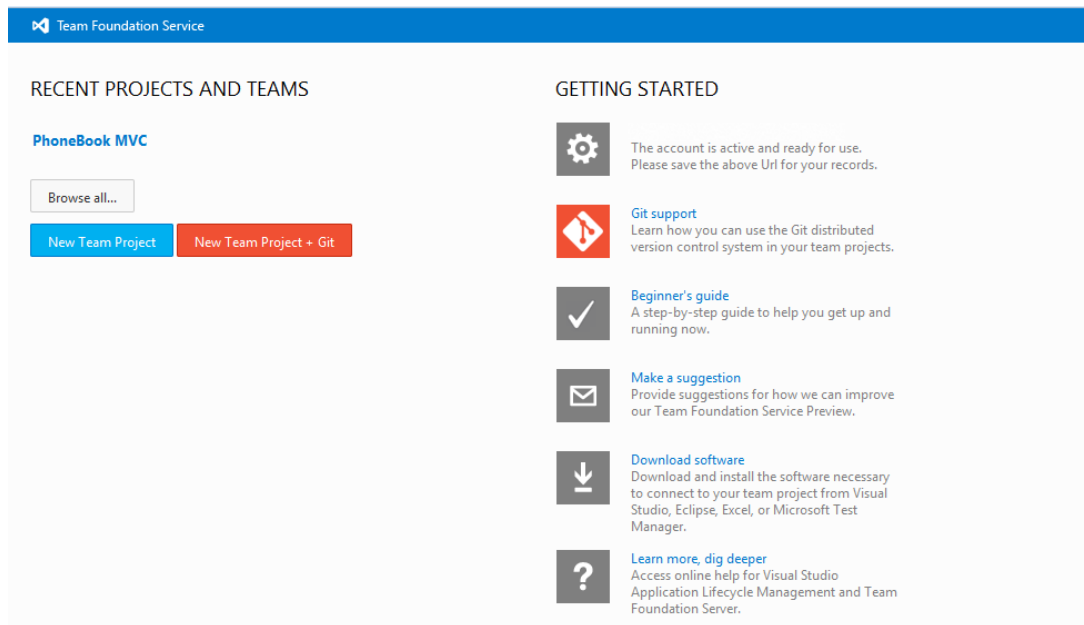 Team Foundation Service
RECENT PROJECTS AND TEAMS
PhoneBook MVC
Browse all...
New Team Project
New Team Project + Git
GETTING STARTED
The account is active and ready for use.
Please save the above Url for your records.
Git support
Learn how you can use the Git distributed
version control system in your team projects.
Beginner's guide
A step-by-step guide to help you get up and
running now.
Make a suggestion
Provide suggestions for how we can improve
our Team Foundation Service Preview.
Download software
Download and install the software necessary
to connect to your team project from Visual
Studio, Eclipse, Excel, or Microsoft Test
Manager.
Learn more, dig deeper
Access online help for Visual Studio
Application Lifecycle Management and Team
Foundation Server.